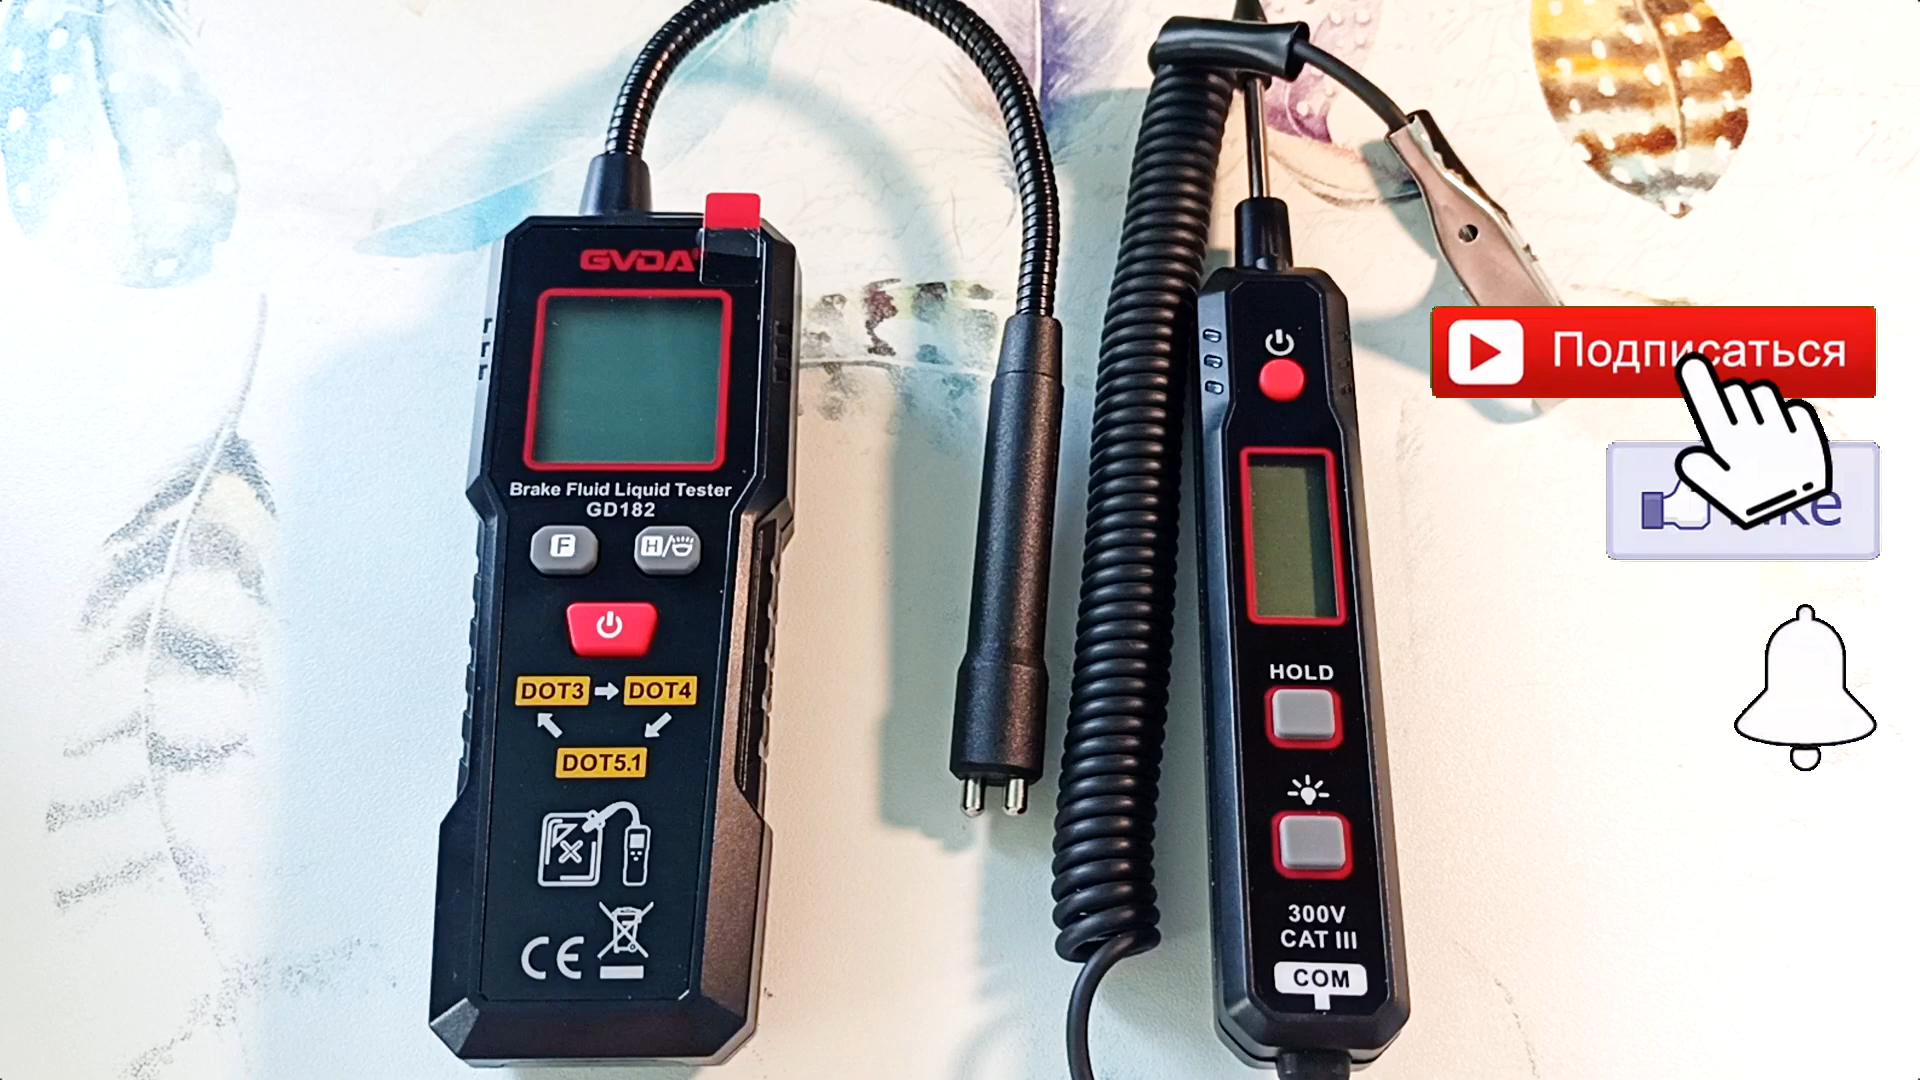 GVDA
Brake Fluid Liquid Tester
GD182
F
H/
DOT3
DOT4
DOT5.1
CE
HOLD
300V
CAT III
COM
Подписаться